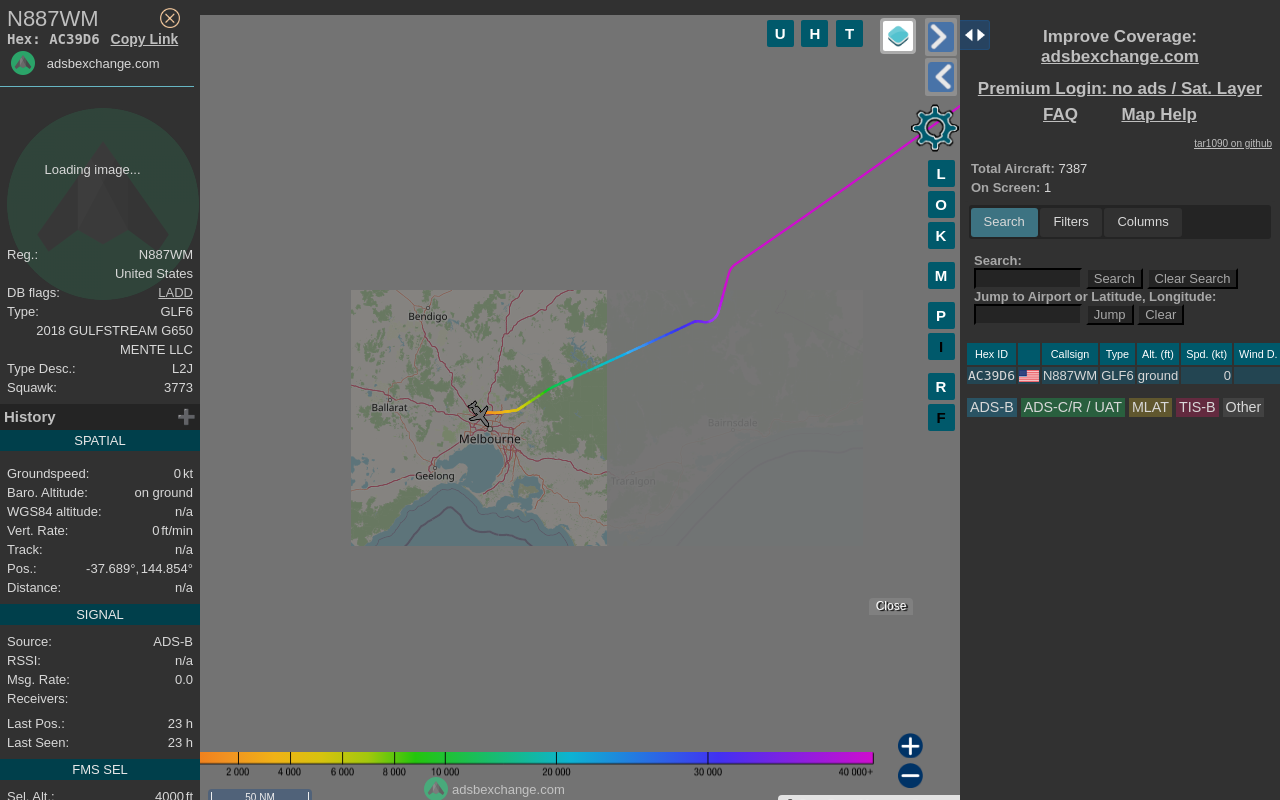 N887WM
Hex: AC39D6 Copy Link
adsbexchange.com
Loading image...
Reg.: N887WM
United States
DB flags: LADD
Type: GLF6
2018 GULFSTREAM G650
MENTE LLC
Type Desc.: L2J
Squawk: 3773
History
SPATIAL
Groundspeed: 0 kt
Baro. Altitude: on ground
WGS84 altitude: n/a
Vert. Rate: 0 ft/min
Track: n/a
Pos.: -37.689°, 144.854°
Distance: n/a
SIGNAL
Source: ADS-B
RSSI: n/a
Msg. Rate: 0.0
Receivers:
Last Pos.: 23 h
Last Seen: 23 h
FMS SEL
Sel. Alt.: 4000 ft
U H T
L
O
K
M
P
I
R
F
Bendigo
Ballarat
Melbourne
Geelong
Bairnsdale
Traralgon
Close
2 000 4 000 6 000 8 000 10 000 20 000 30 000 40 000+
adsbexchange.com
50 NM
Improve Coverage:
adsbexchange.com
Premium Login: no ads / Sat. Layer
FAQ Map Help
tar1090 on github
Total Aircraft: 7387
On Screen: 1
Search Filters Columns
Search:
Search Clear Search
Jump to Airport or Latitude, Longitude:
Jump Clear
Hex ID Callsign Type Alt. (ft) Spd. (kt) Wind D.
AC39D6 N887WM GLF6 ground 0
ADS-B ADS-C/R / UAT MLAT TIS-B Other